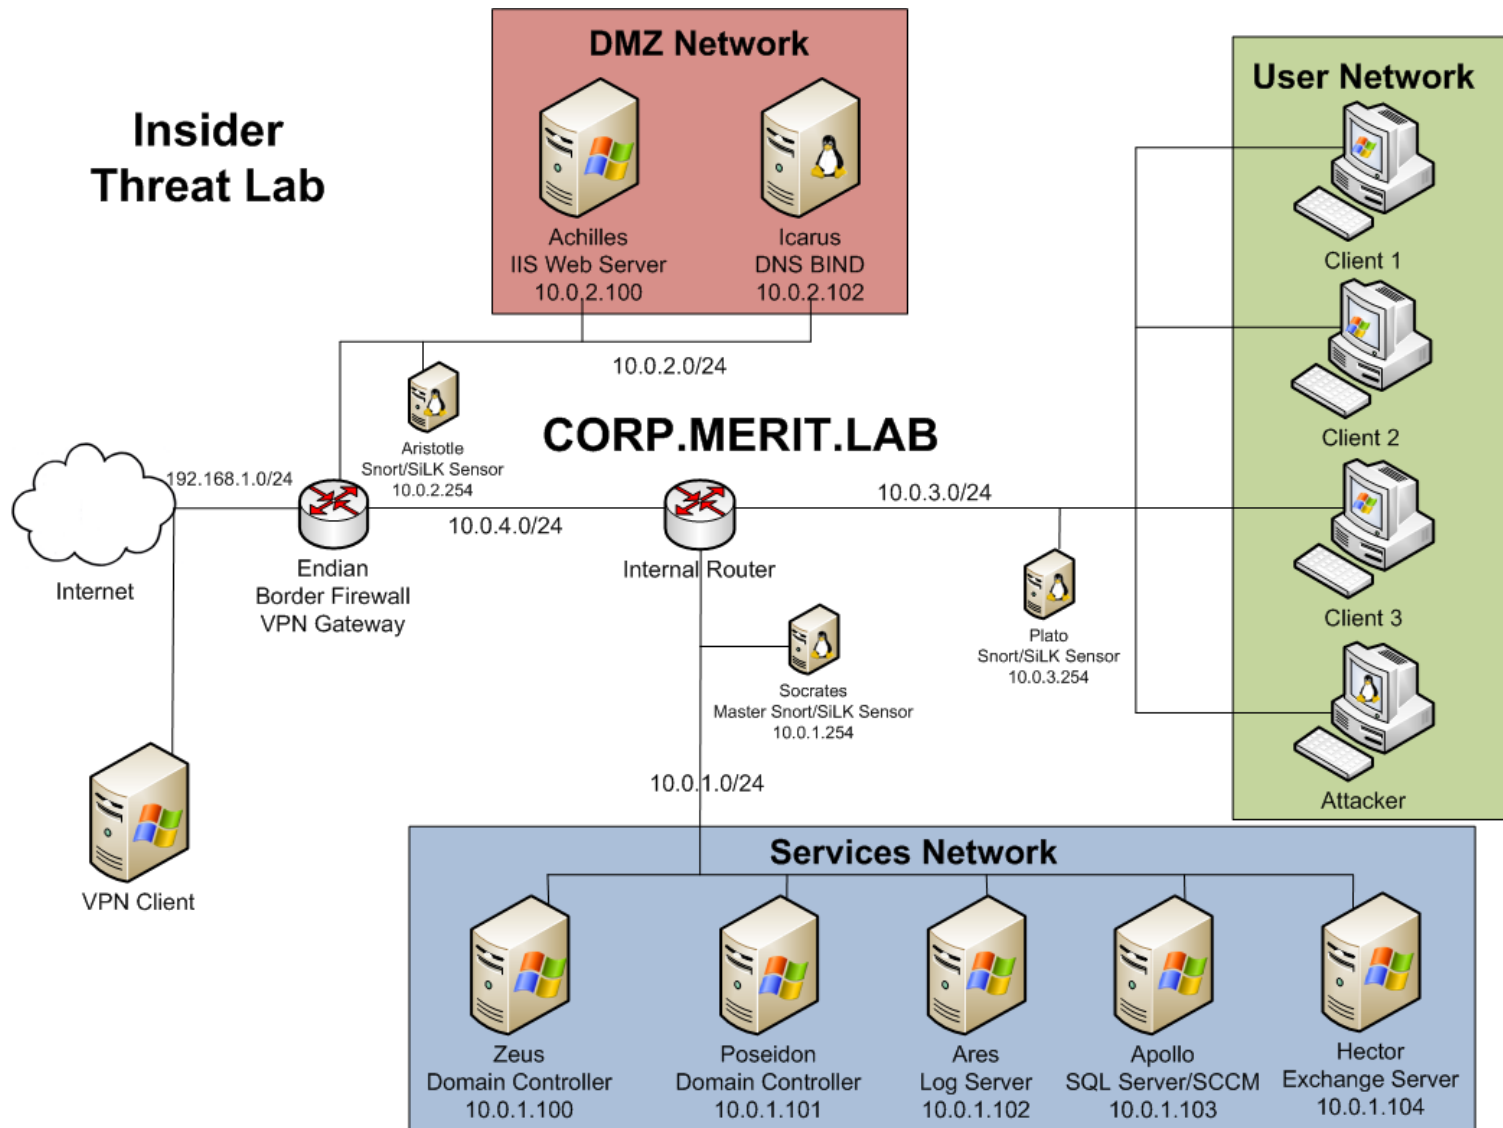 Insider
Threat Lab
DMZ Network
Achilles
IIS Web Server
10.0.2.100
Icarus
DNS BIND
10.0.2.102
User Network
Client 1
Client 2
Client 3
Attacker
10.0.2.0/24
Aristotle
Snort/SiLK Sensor
10.0.2.254
CORP.MERIT.LAB
192.168.1.0/24
Internet
Endian
Border Firewall
VPN Gateway
10.0.4.0/24
Internal Router
10.0.3.0/24
Plato
Snort/SiLK Sensor
10.0.3.254
Socrates
Master Snort/SiLK Sensor
10.0.1.254
10.0.1.0/24
VPN Client
Services Network
Zeus
Domain Controller
10.0.1.100
Poseidon
Domain Controller
10.0.1.101
Ares
Log Server
10.0.1.102
Apollo
SQL Server/SCCM
10.0.1.103
Hector
Exchange Server
10.0.1.104